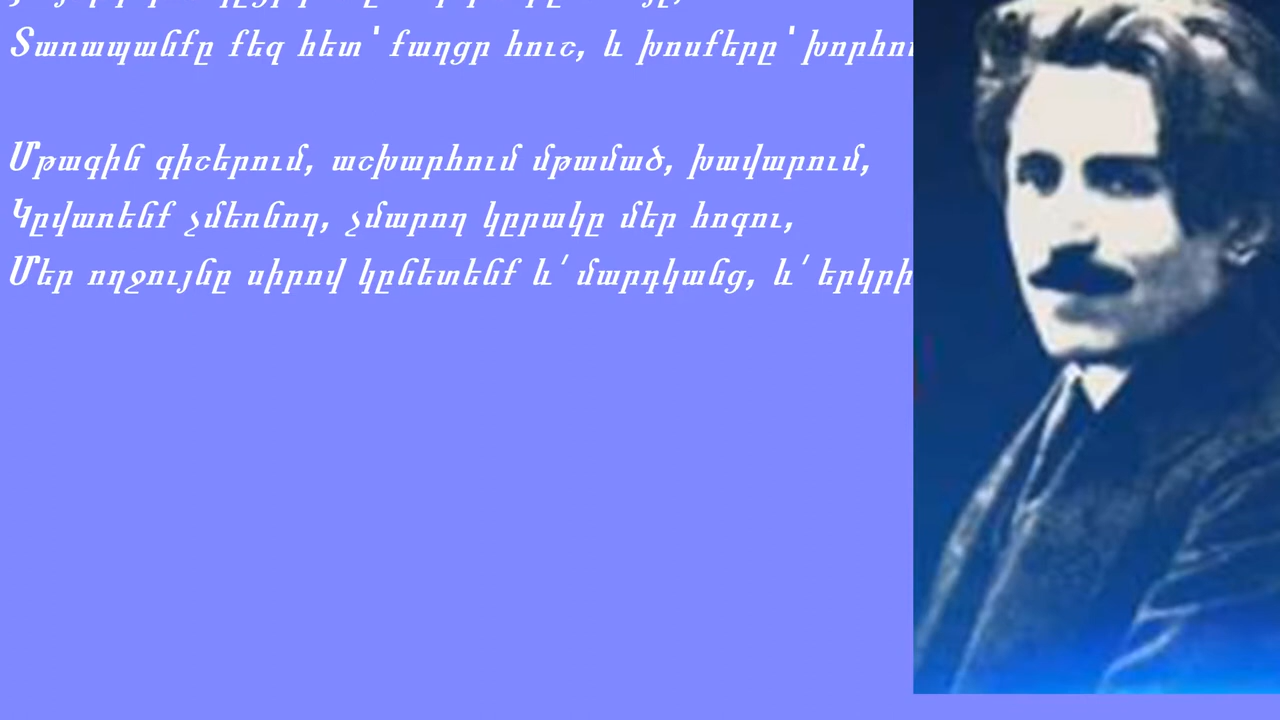 Տառապանքը քեզ հետ՝ քաղցր հուշ, և խոսքերը՝
Մթագին գիշերում, աշխարհում մթամած, խավարում,
Կըվառենք չմեռնող, չմարող կըրակը մեր հոգու,
Մեր ողջույնը սիրով կընետենք և՛ մարդկանց, և՛